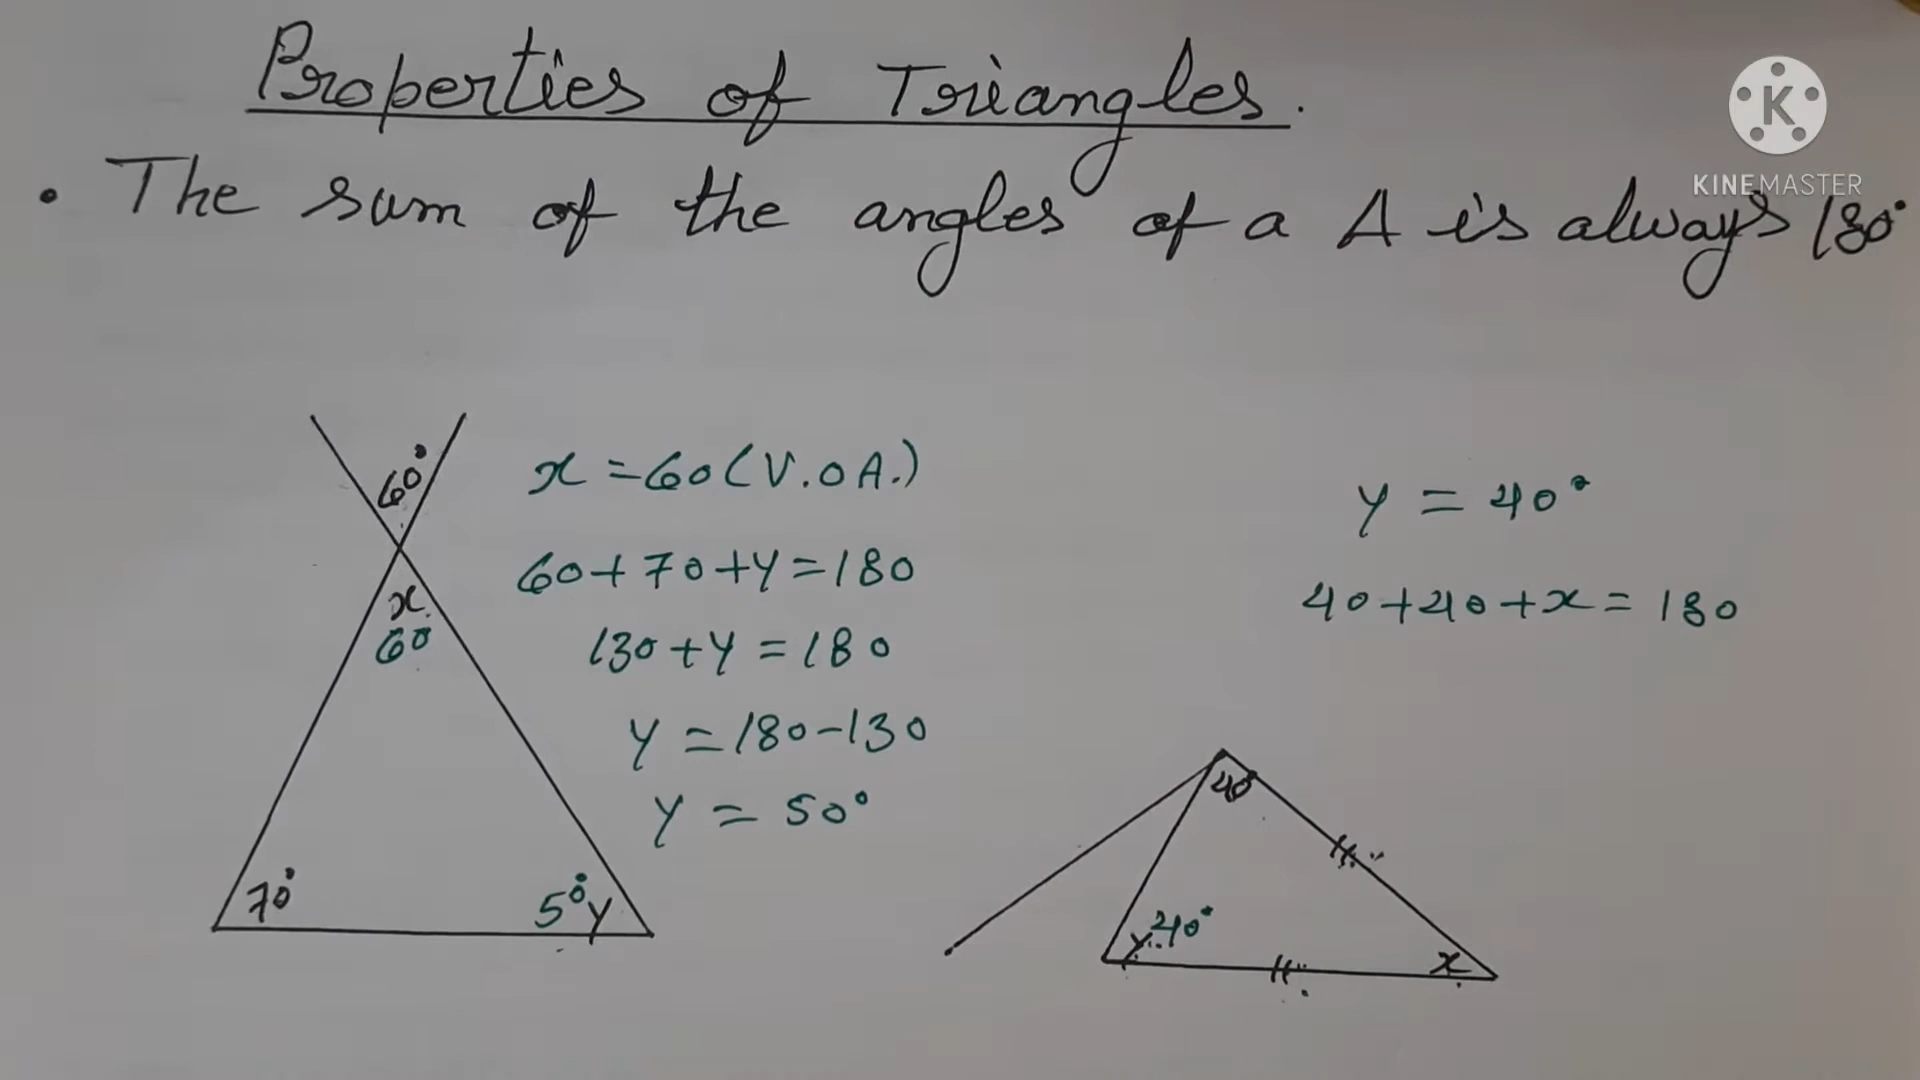 Properties of Triangles.
KINEMASTER
• The sum of the angles of a Δ is always 180°
60°
x
60
70°
50°y
x = 60 (V.O A.)
60 + 70 + y = 180
130 + y = 180
y = 180 - 130
y = 50°
y = 40°
40 + 40 + x = 180
40
y 40°
x